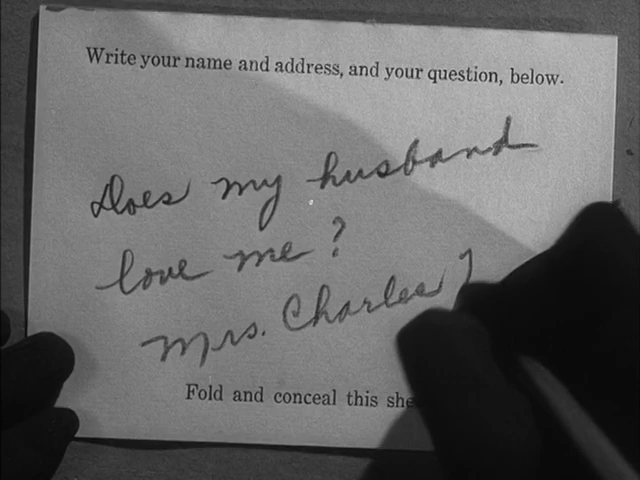 Write your name and address, and your question, below.
Does my husband
love me?
Mrs. Charles
Fold and conceal this